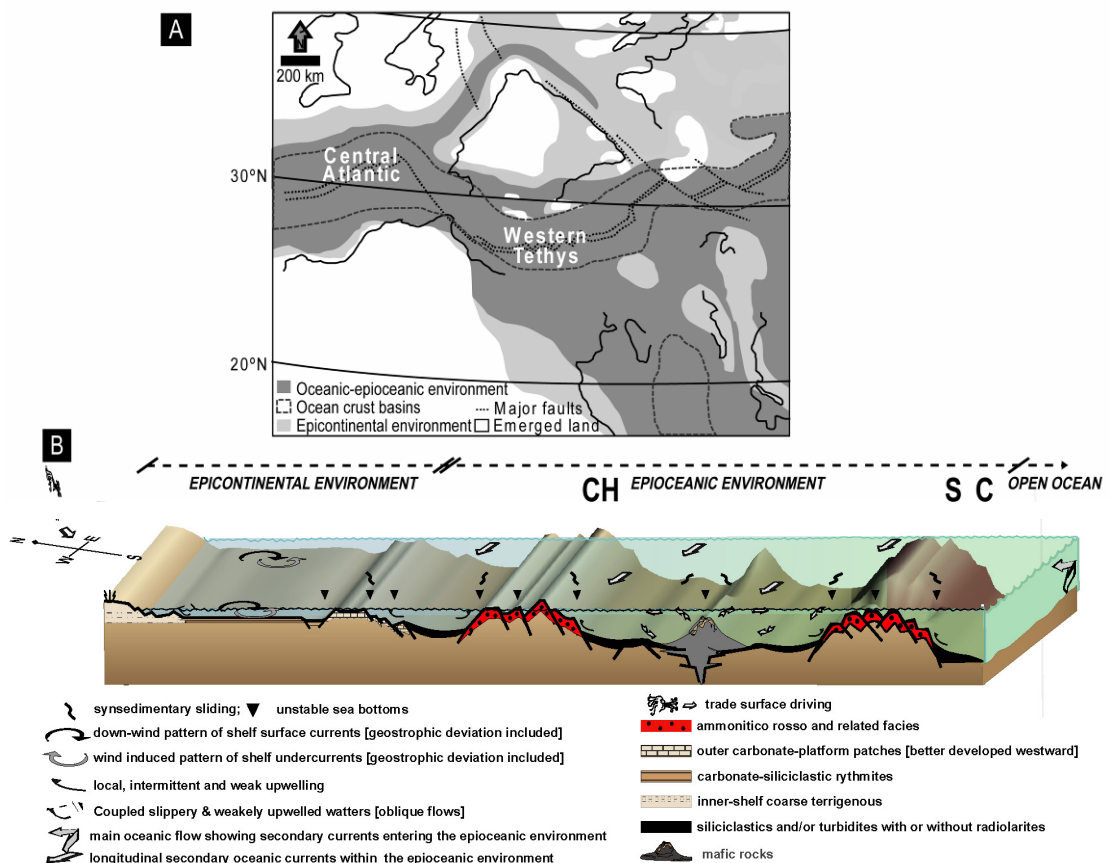 A
N
200 km
Central
Atlantic
30ºN
Western
Tethys
20ºN
Oceanic-epioceanic environment
Ocean crust basins
Major faults
Epicontinental environment
Emerged land
B
EPICONTINENTAL ENVIRONMENT
CH
EPIOCEANIC ENVIRONMENT
S C
OPEN OCEAN
N
E
W
S
synsedimentary sliding;
unstable sea bottoms
down-wind pattern of shelf surface currents [geostrophic deviation included]
wind induced pattern of shelf undercurrents [geostrophic deviation included]
local, intermittent and weak upwelling
Coupled slippery & weakly upwelled watters [oblique flows]
main oceanic flow showing secondary currents entering the epioceanic environment
longitudinal secondary oceanic currents within the epioceanic environment
trade surface driving
ammonitico rosso and related facies
outer carbonate-platform patches [better developed westward]
carbonate-siliciclastic rythmites
inner-shelf coarse terrigenous
siliciclastics and/or turbidites with or without radiolarites
mafic rocks